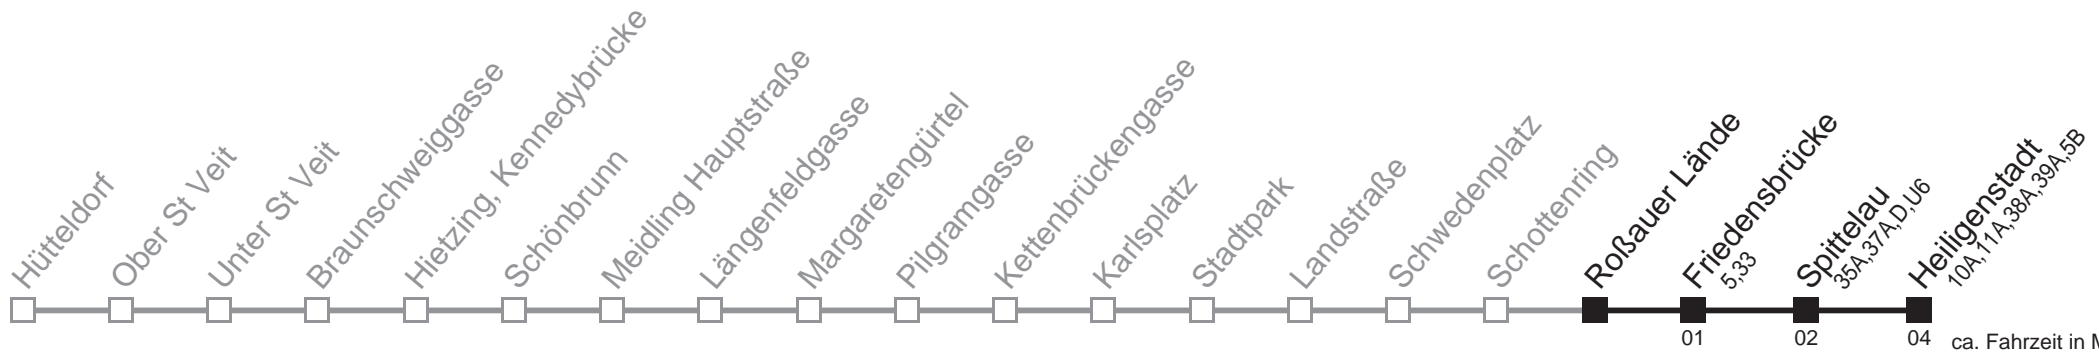 Hütteldorf
Ober St Veit
Unter St Veit
Braunschweiggasse
Hietzing, Kennedybrücke
Schönbrunn
Meidling Hauptstraße
Längenfeldgasse
Margaretengürtel
Pilgramgasse
Kettenbrückengasse
Karlsplatz
Stadtpark
Landstraße
Schwedenplatz
Schottenring
Roßauer Lände
Friedensbrücke
5,33
Spittelau
35A,37A,D,U6
Heiligenstadt
10A,11A,38A,39A,5B
01
02
04
ca. Fahrzeit in M